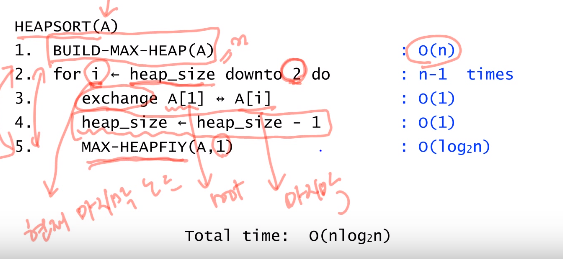 HEAPSORT(A)
1. BUILD-MAX-HEAP(A) n : O(n)
2. for i ← heap_size downto 2 do : n-1 times
3. exchange A[1] ↔ A[i] : O(1)
4. heap_size ← heap_size - 1 : O(1)
5. MAX-HEAPFIY(A,1) : O(log₂n)
현재 마지막 노드 root 마지막
Total time: O(nlog₂n)